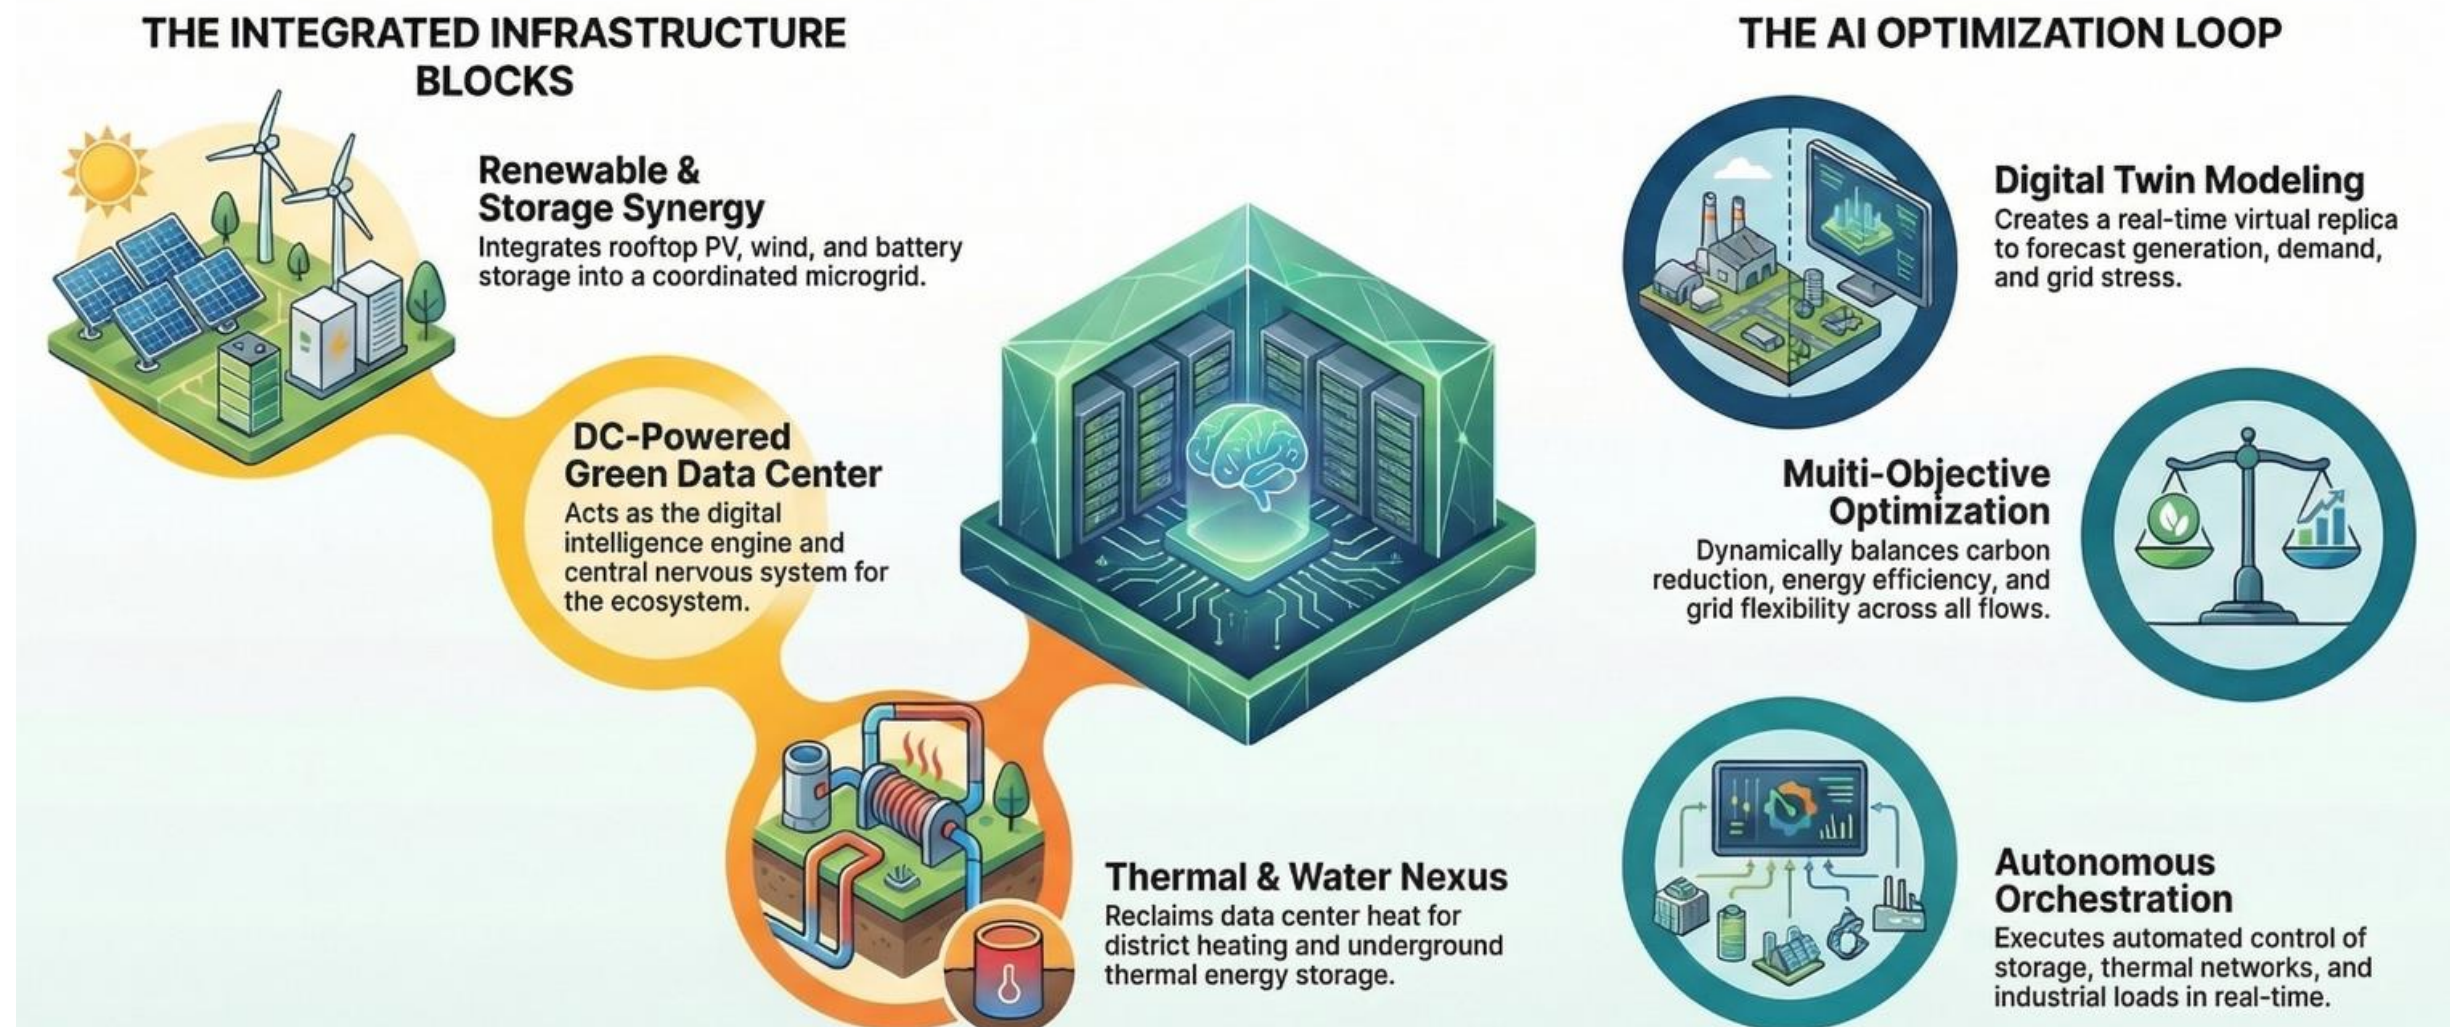 THE INTEGRATED INFRASTRUCTURE
BLOCKS
Renewable &
Storage Synergy
Integrates rooftop PV, wind, and battery
storage into a coordinated microgrid.
DC-Powered
Green Data Center
Acts as the digital
intelligence engine and
central nervous system for
the ecosystem.
Thermal & Water Nexus
Reclaims data center heat for
district heating and underground
thermal energy storage.
THE AI OPTIMIZATION LOOP
Digital Twin Modeling
Creates a real-time virtual replica
to forecast generation, demand,
and grid stress.
Muiti-Objective
Optimization
Dynamically balances carbon
reduction, energy efficiency, and
grid flexibility across all flows.
Autonomous
Orchestration
Executes automated control of
storage, thermal networks, and
industrial loads in real-time.